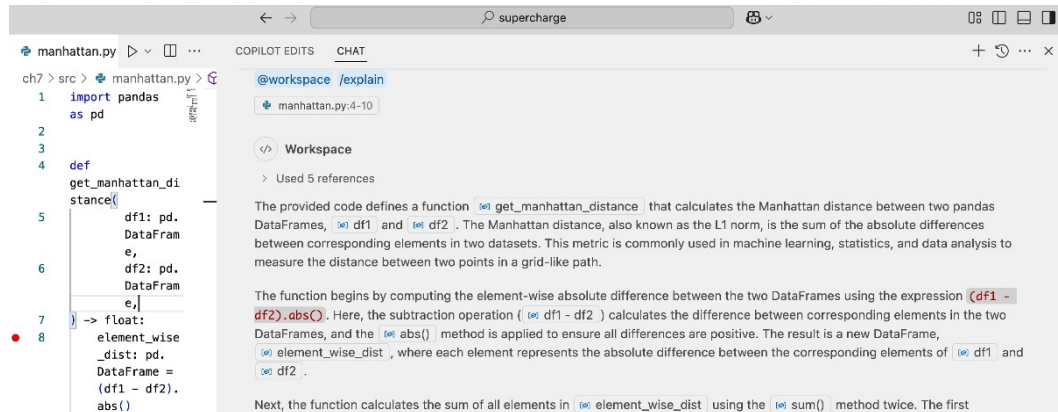 supercharge
manhattan.py
COPILOT EDITS CHAT
ch7 > src > manhattan.py >
@workspace /explain
manhattan.py:4-10
1 import pandas
as pd
2
3
4 def
get_manhattan_di
stance(
5 df1: pd.
DataFram
e,
6 df2: pd.
DataFram
e,
7 ) -> float:
8 element_wise
_dist: pd.
DataFrame =
(df1 - df2).
abs()
Workspace
> Used 5 references
The provided code defines a function get_manhattan_distance that calculates the Manhattan distance between two pandas
DataFrames, df1 and df2 . The Manhattan distance, also known as the L1 norm, is the sum of the absolute differences
between corresponding elements in two datasets. This metric is commonly used in machine learning, statistics, and data analysis to
measure the distance between two points in a grid-like path.
The function begins by computing the element-wise absolute difference between the two DataFrames using the expression (df1 -
df2).abs() . Here, the subtraction operation ( df1 - df2 ) calculates the difference between corresponding elements in the two
DataFrames, and the abs() method is applied to ensure all differences are positive. The result is a new DataFrame,
element_wise_dist , where each element represents the absolute difference between the corresponding elements of df1 and
df2 .
Next, the function calculates the sum of all elements in element_wise_dist using the sum() method twice. The first